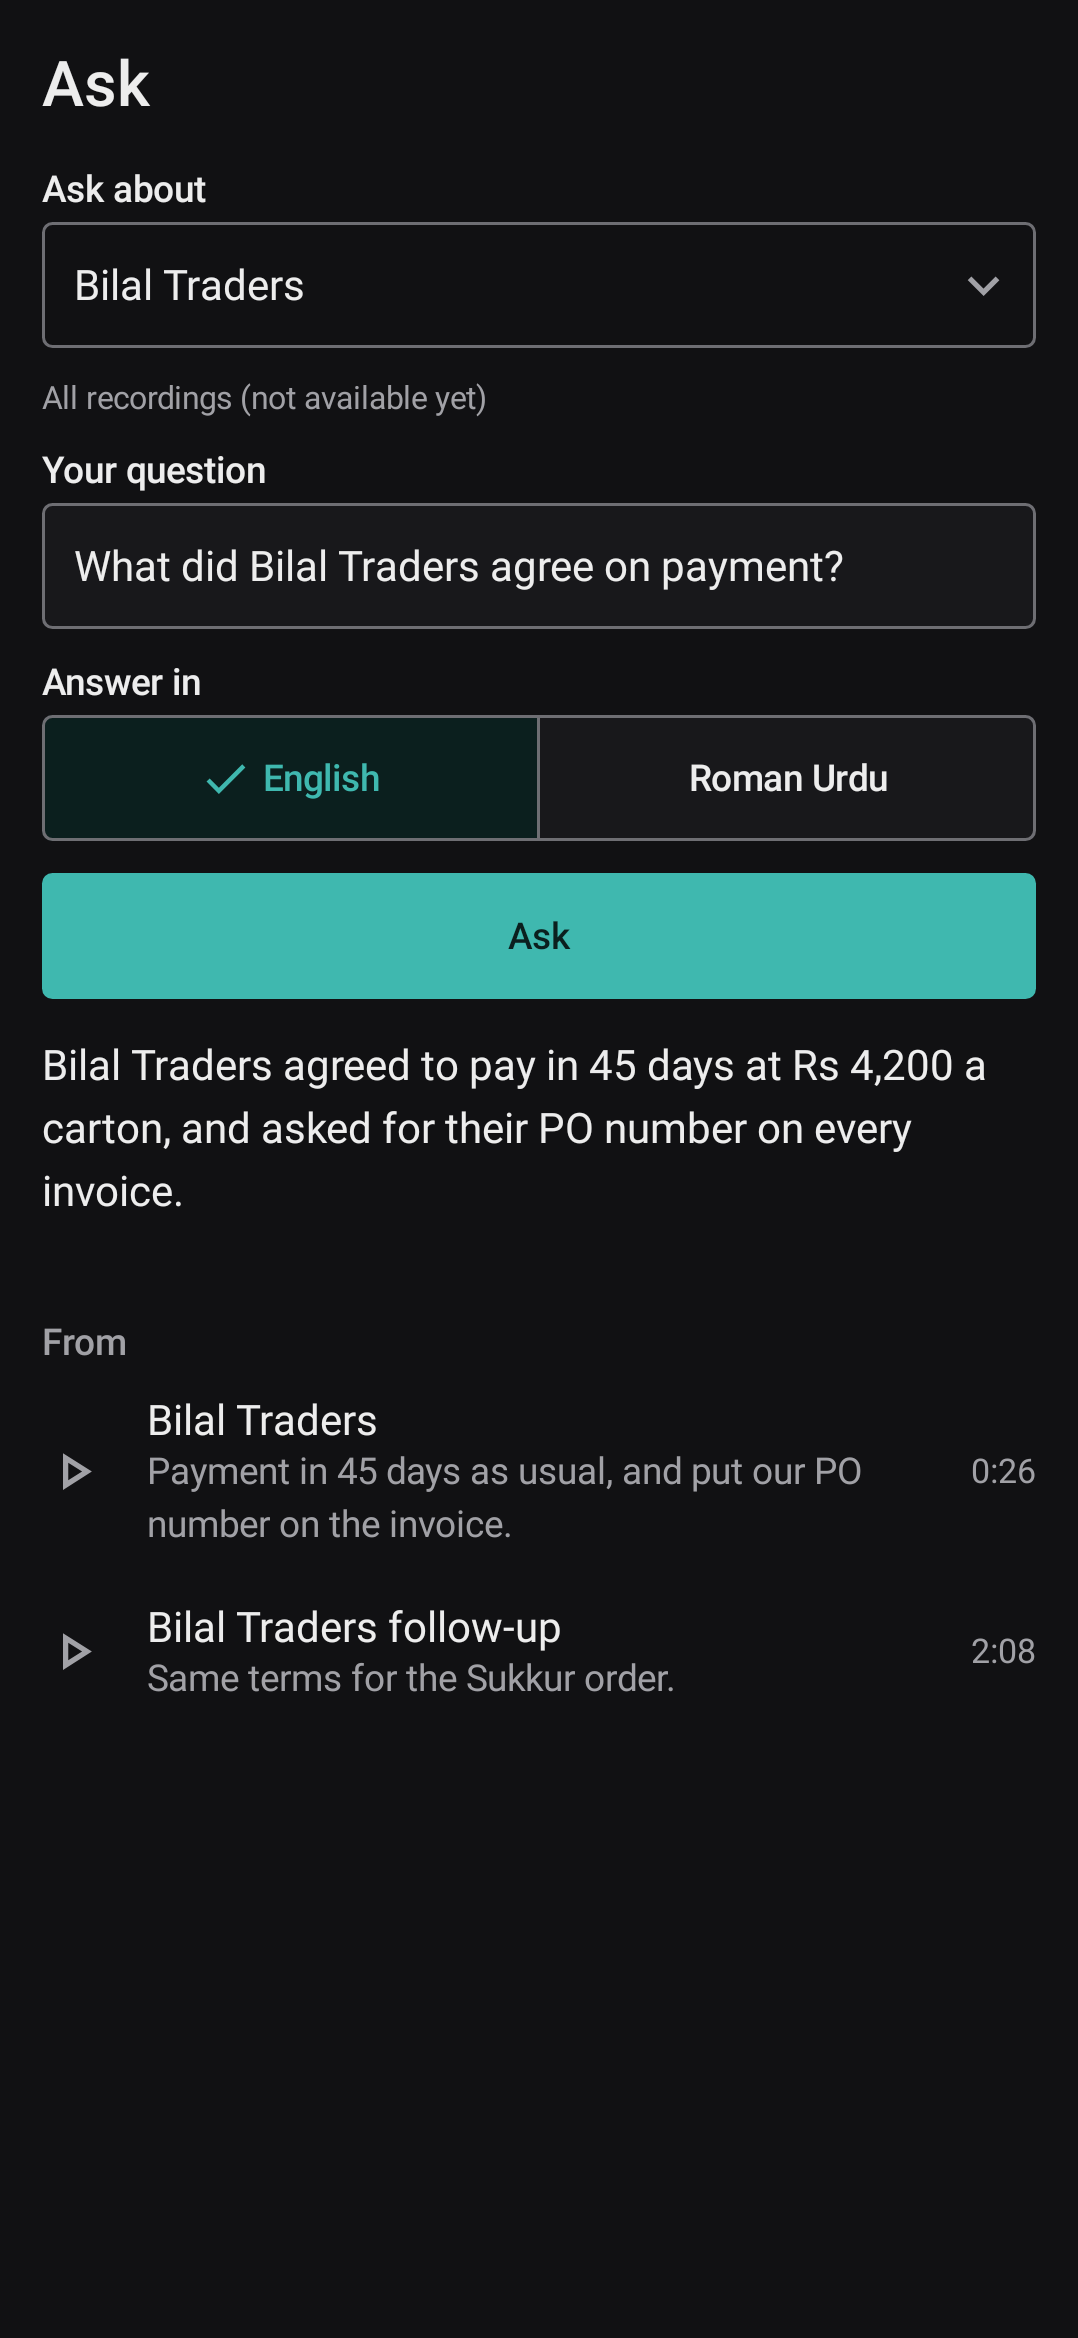 Ask
Ask about
Bilal Traders
All recordings (not available yet)
Your question
What did Bilal Traders agree on payment?
Answer in
English
Roman Urdu
Ask
Bilal Traders agreed to pay in 45 days at Rs 4,200 a
carton, and asked for their PO number on every
invoice.
From
Bilal Traders
Payment in 45 days as usual, and put our PO
number on the invoice.
0:26
Bilal Traders follow-up
Same terms for the Sukkur order.
2:08